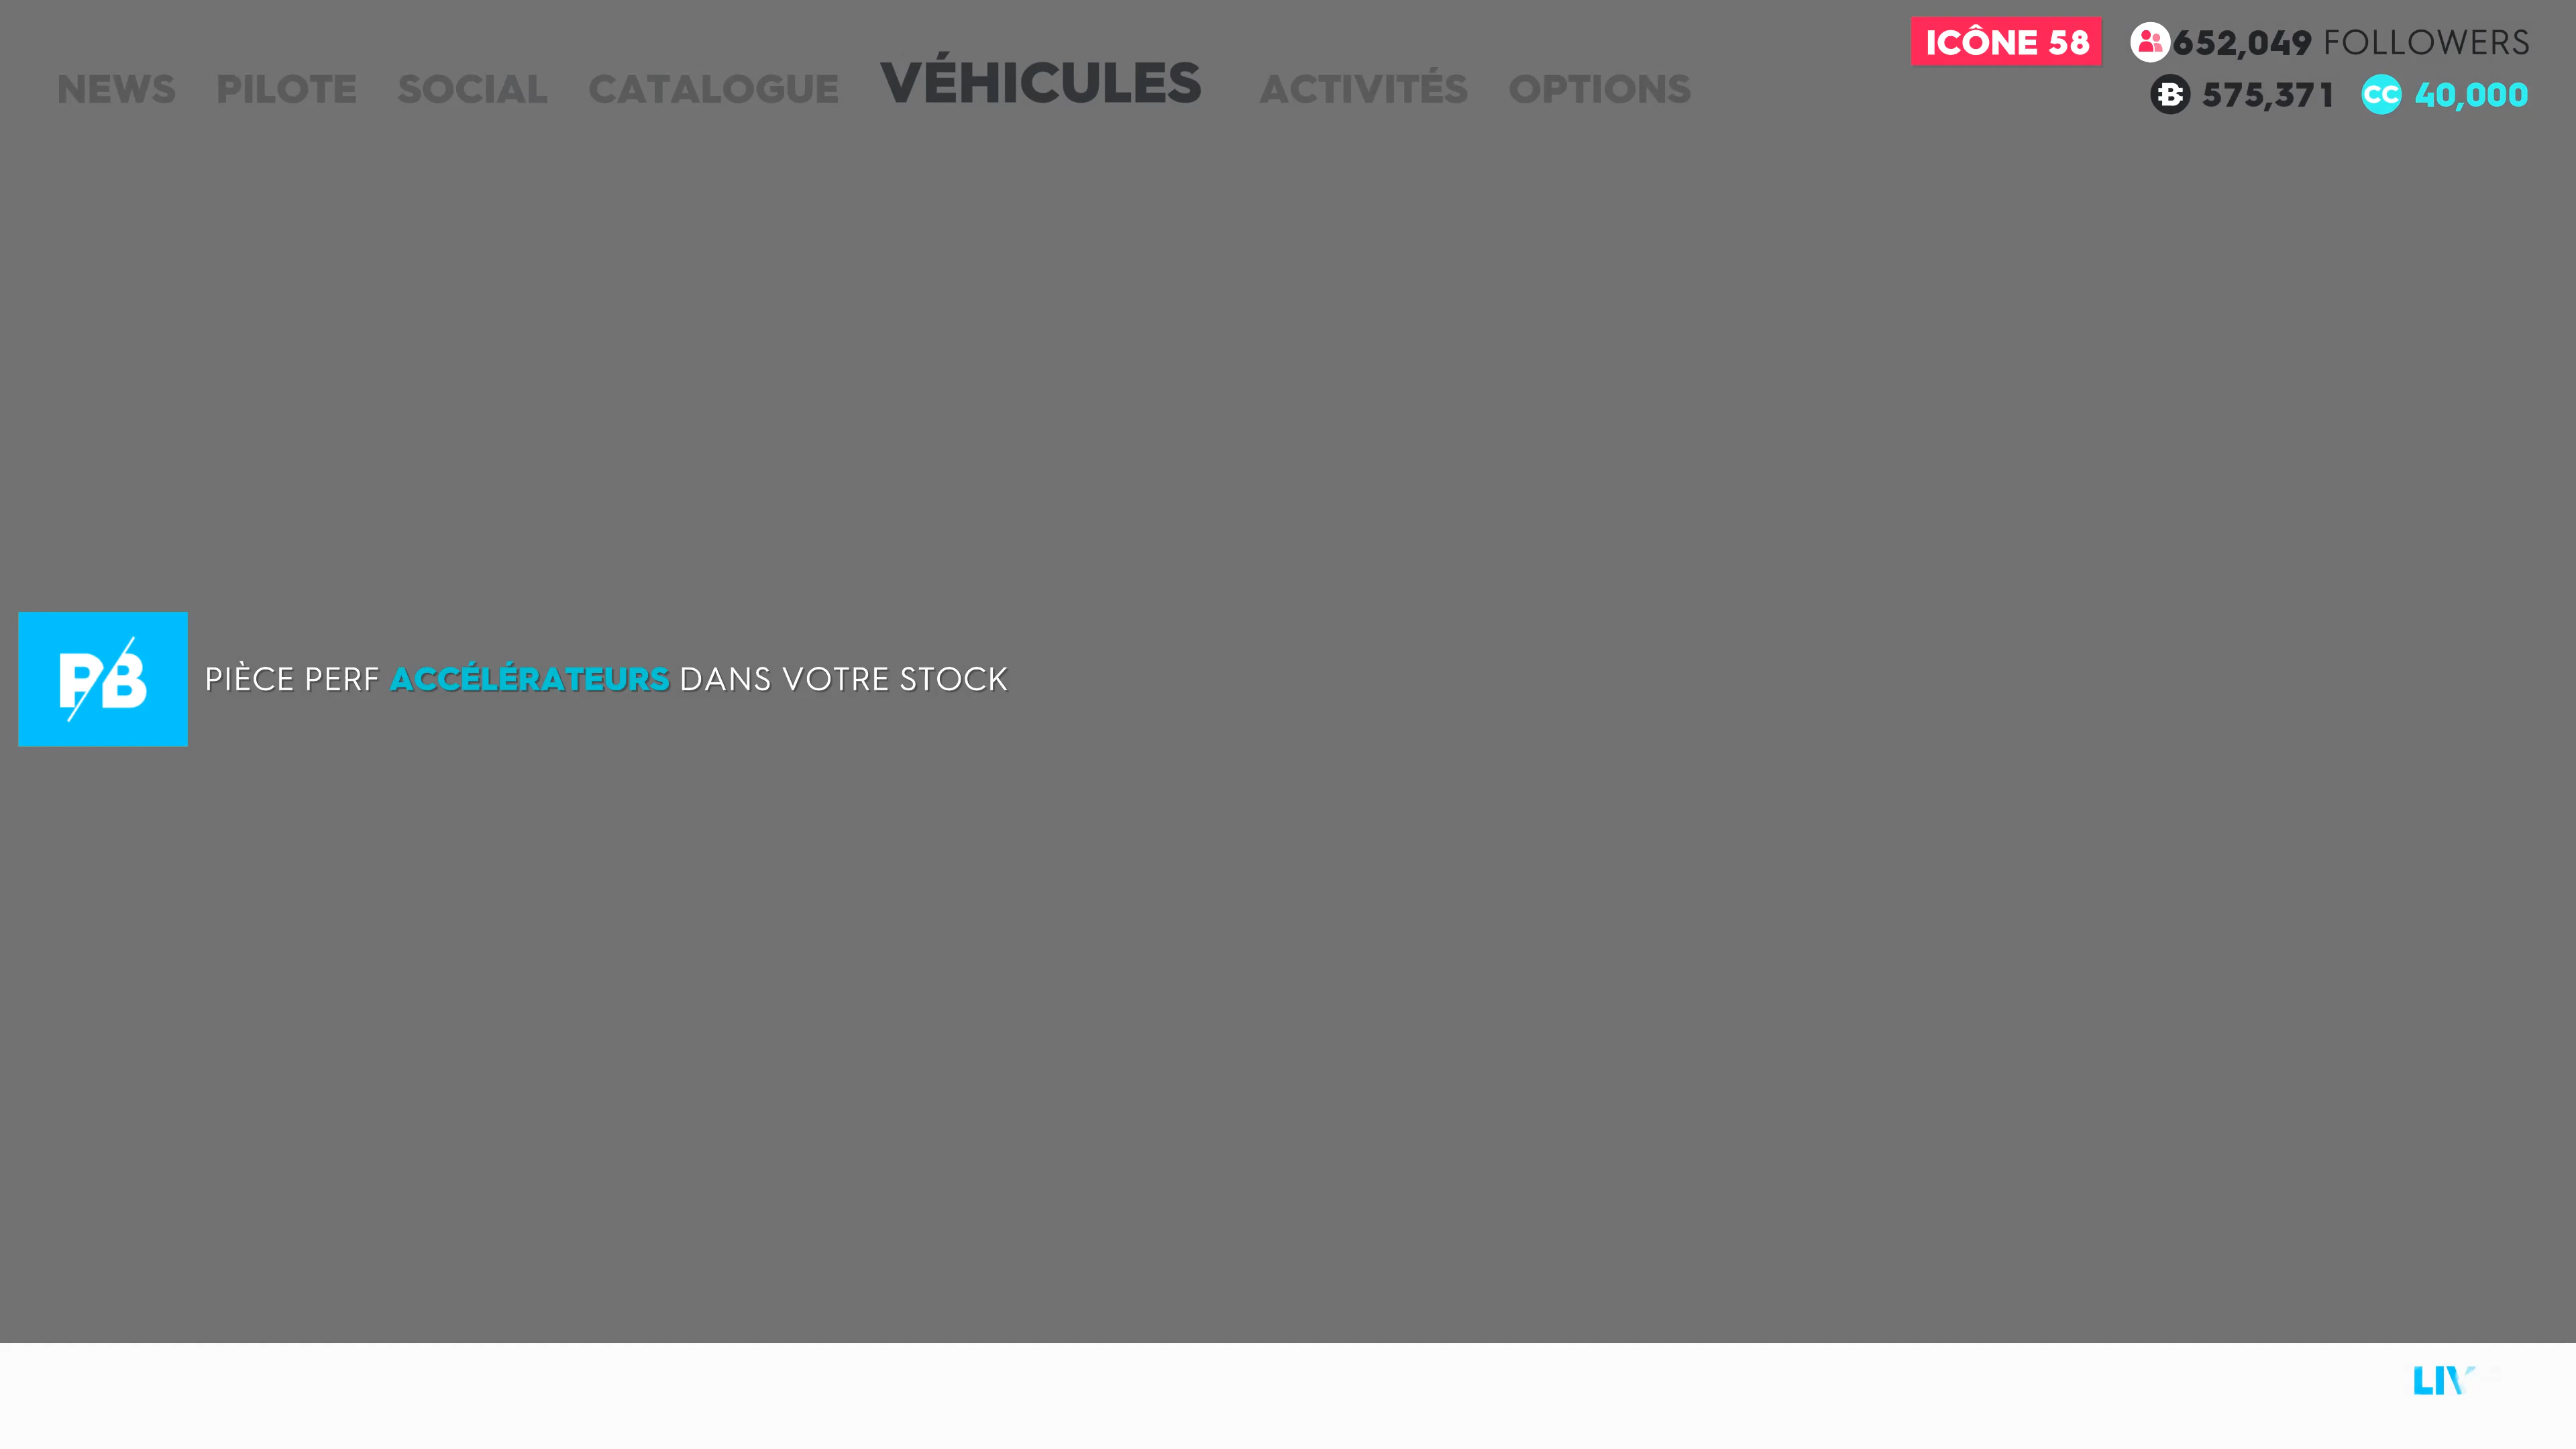 NEWS PILOTE SOCIAL CATALOGUE VÉHICULES ACTIVITÉS OPTIONS
ICÔNE 58 652,049 FOLLOWERS
575,371 CC 40,000
PB PIÈCE PERF ACCÉLÉRATEURS DANS VOTRE STOCK